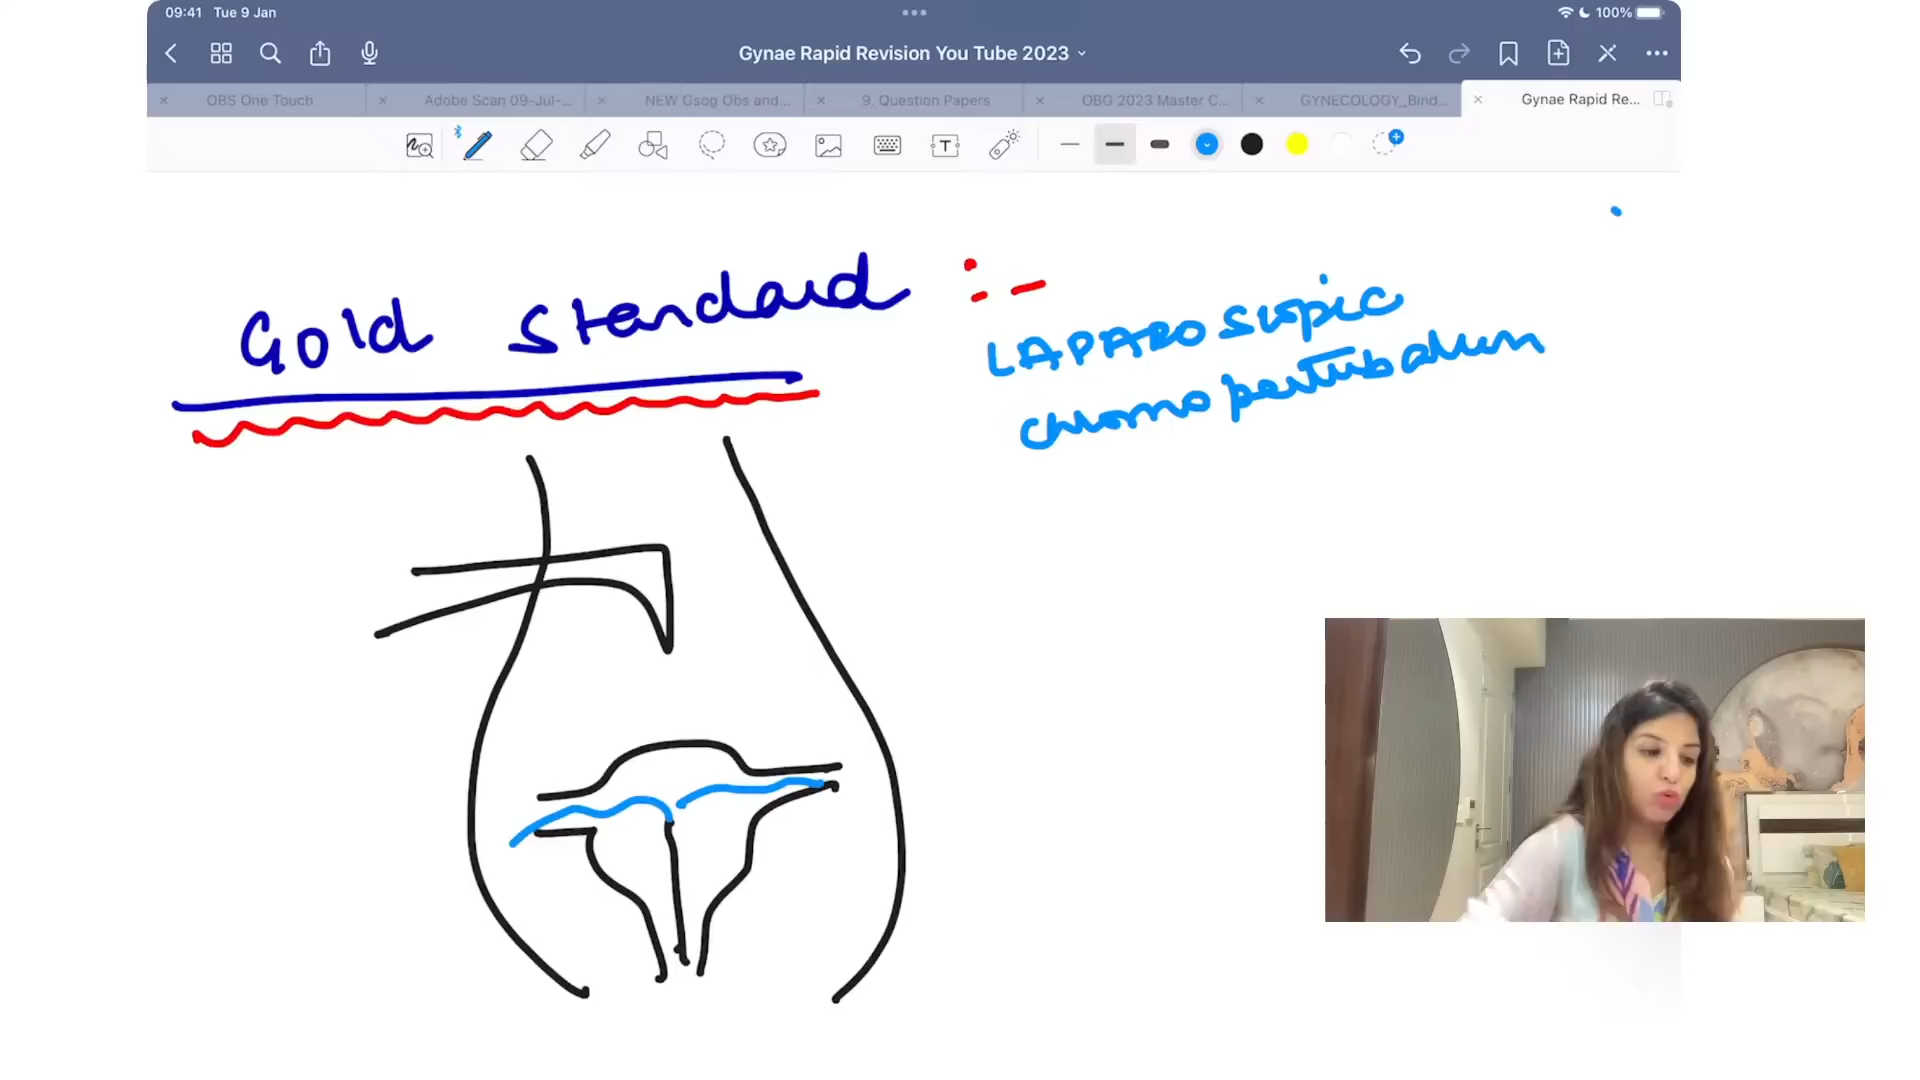 09:41 Tue 9 Jan
100%
Gynae Rapid Revision You Tube 2023
OBS One Touch
Adobe Scan 09-Jul-...
NEW Gsog Obs and...
9. Question Papers
OBG 2023 Master C...
GYNECOLOGY_Bind...
Gynae Rapid Re...
T
Gold Standard :-
LAPAROSCOPIC
chromopertubation